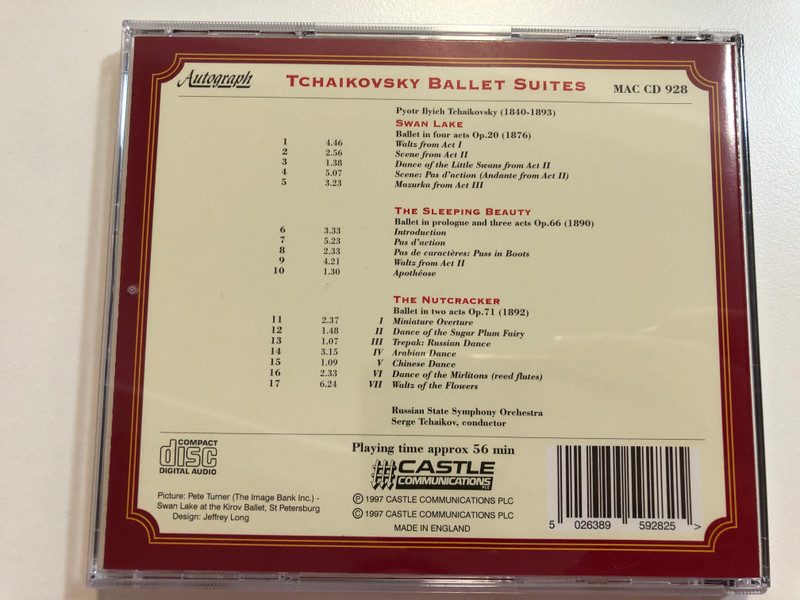 Autograph TCHAIKOVSKY BALLET SUITES MAC CD 928
Pyotr Ilyich Tchaikovsky (1840-1893)
SWAN LAKE
Ballet in four acts Op.20 (1876)
1 4.46 Waltz from Act I
2 2.56 Scene from Act II
3 1.38 Dance of the Little Swans from Act II
4 5.07 Scene: Pas d'action (Andante from Act II)
5 3.23 Mazurka from Act III
THE SLEEPING BEAUTY
Ballet in prologue and three acts Op.66 (1890)
6 3.33 Introduction
7 5.23 Pas d'action
8 2.33 Pas de caractères: Puss in Boots
9 4.21 Waltz from Act II
10 1.30 Apothéose
THE NUTCRACKER
Ballet in two acts Op.71 (1892)
11 2.37 I Miniature Overture
12 1.48 II Dance of the Sugar Plum Fairy
13 1.07 III Trepak: Russian Dance
14 3.15 IV Arabian Dance
15 1.09 V Chinese Dance
16 2.33 VI Dance of the Mirlitons (reed flutes)
17 6.24 VII Waltz of the Flowers
Russian State Symphony Orchestra
Serge Tchaikov, conductor
Playing time approx 56 min
COMPACT
disc
DIGITAL AUDIO
CASTLE
COMMUNICATIONS
PLC
Picture: Pete Turner (The Image Bank Inc.) -
Swan Lake at the Kirov Ballet, St Petersburg
Design: Jeffrey Long
Ⓟ 1997 CASTLE COMMUNICATIONS PLC
© 1997 CASTLE COMMUNICATIONS PLC
MADE IN ENGLAND
5 026389 592825 >